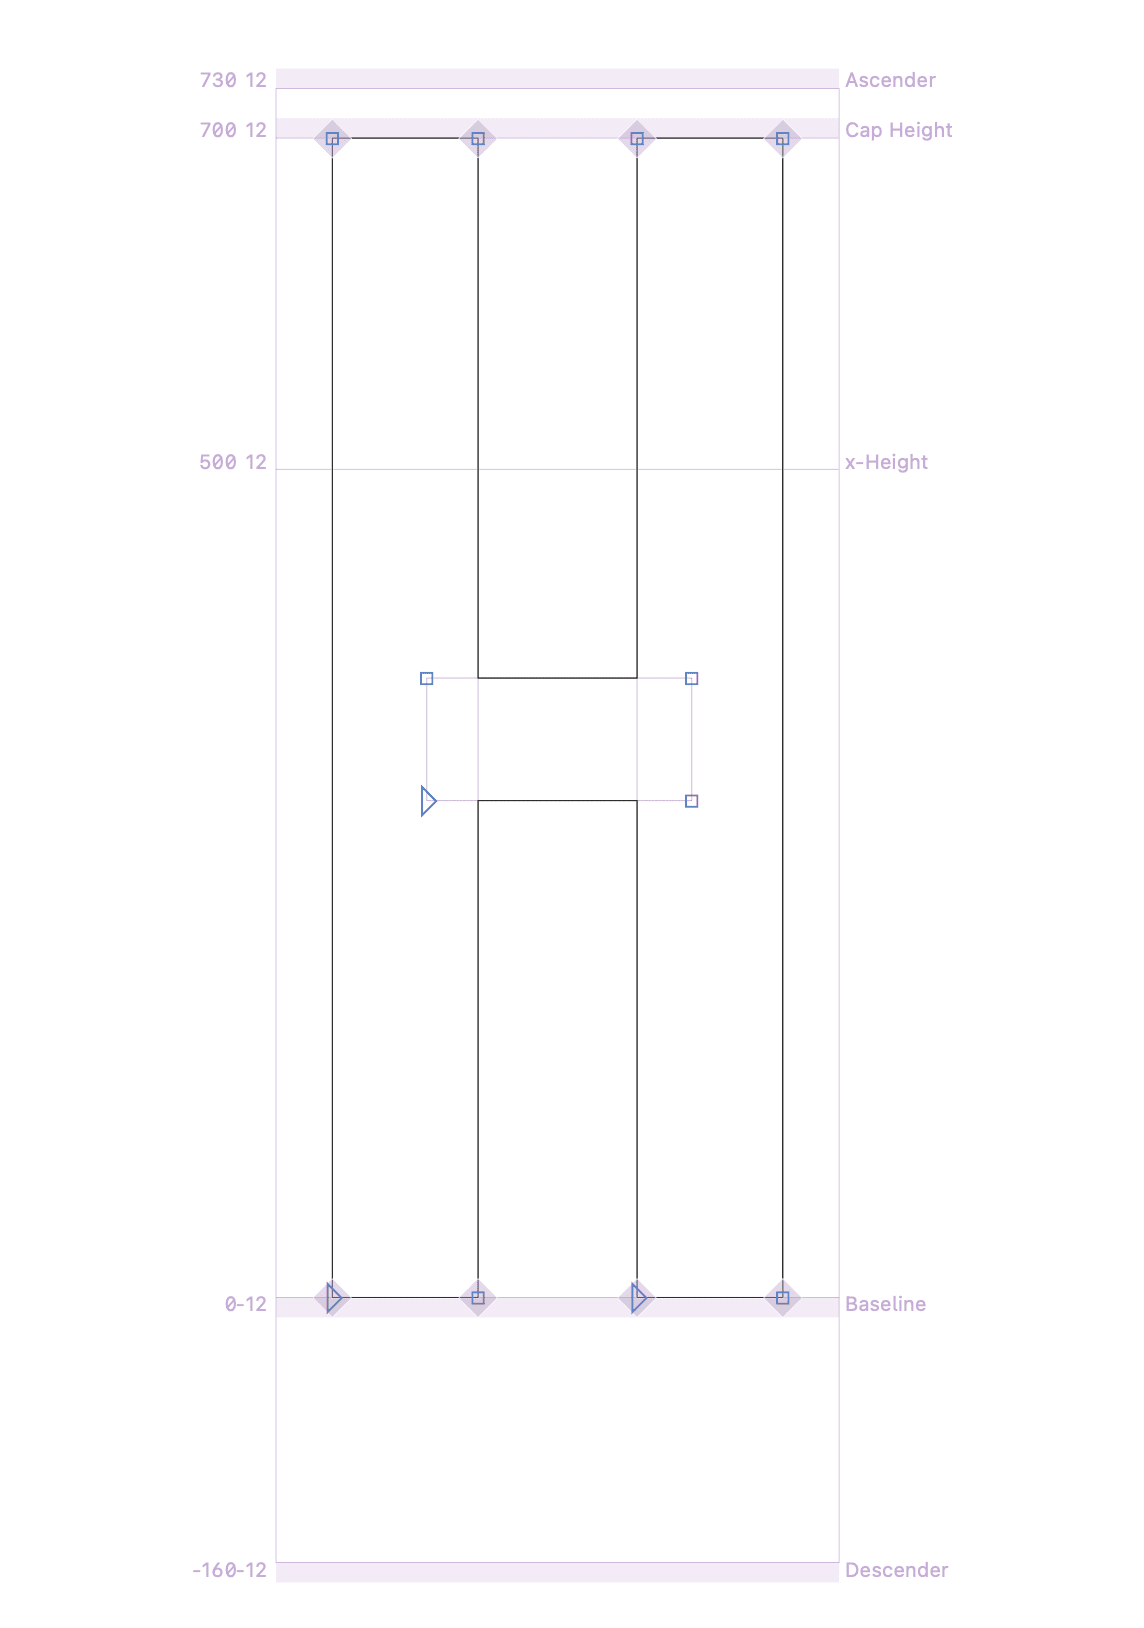 730 12 Ascender
700 12 Cap Height
500 12 x-Height
0-12 Baseline
-160-12 Descender